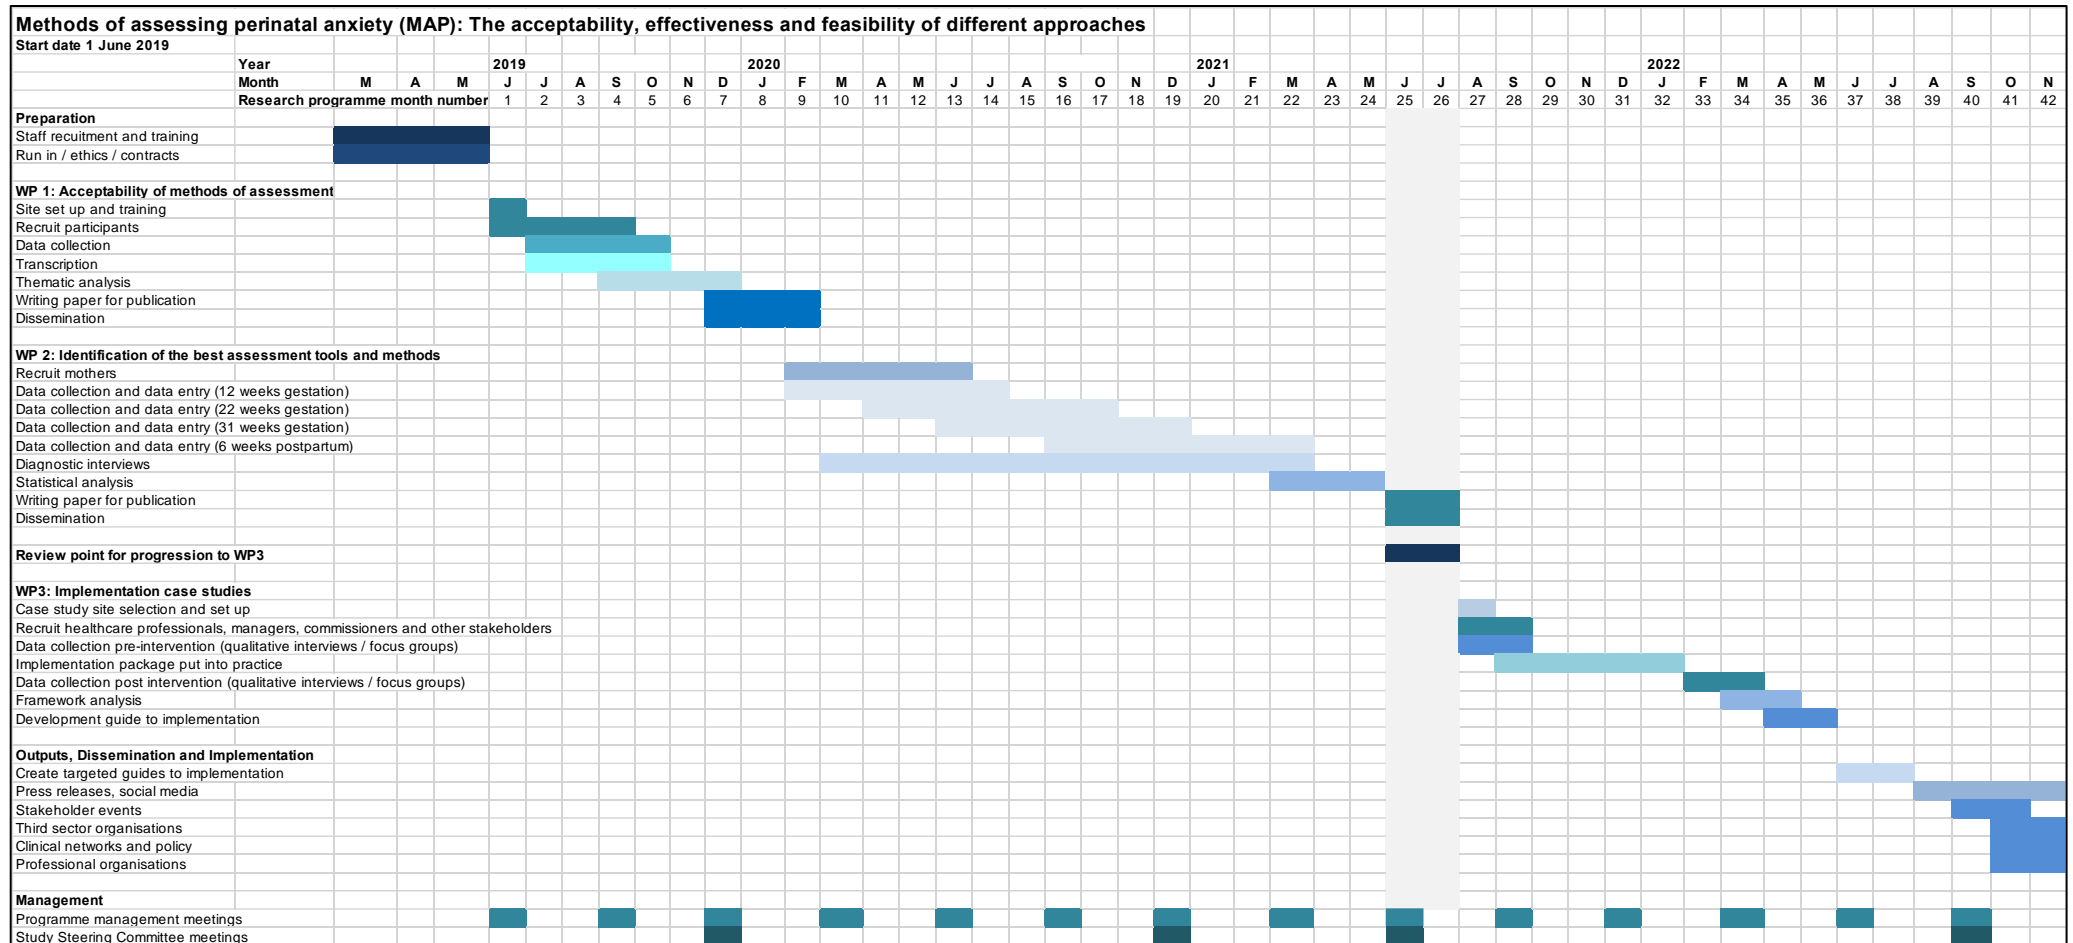 Methods of assessing perinatal anxiety (MAP): The acceptability, effectiveness and feasibility of different approaches
Start date 1 June 2019
Year 2019 2020 2021 2022
Month M A M J J A S O N D J F M A M J J A S O N D J F M A M J J A S O N D J F M A M J J A S O N
Research programme month number 1 2 3 4 5 6 7 8 9 10 11 12 13 14 15 16 17 18 19 20 21 22 23 24 25 26 27 28 29 30 31 32 33 34 35 36 37 38 39 40 41 42
Preparation
Staff recuitment and training
Run in / ethics / contracts
WP 1: Acceptability of methods of assessment
Site set up and training
Recruit participants
Data collection
Transcription
Thematic analysis
Writing paper for publication
Dissemination
WP 2: Identification of the best assessment tools and methods
Recruit mothers
Data collection and data entry (12 weeks gestation)
Data collection and data entry (22 weeks gestation)
Data collection and data entry (31 weeks gestation)
Data collection and data entry (6 weeks postpartum)
Diagnostic interviews
Statistical analysis
Writing paper for publication
Dissemination
Review point for progression to WP3
WP3: Implementation case studies
Case study site selection and set up
Recruit healthcare professionals, managers, commissioners and other stakeholders
Data collection pre-intervention (qualitative interviews / focus groups)
Implementation package put into practice
Data collection post intervention (qualitative interviews / focus groups)
Framework analysis
Development guide to implementation
Outputs, Dissemination and Implementation
Create targeted guides to implementation
Press releases, social media
Stakeholder events
Third sector organisations
Clinical networks and policy
Professional organisations
Management
Programme management meetings
Study Steering Committee meetings